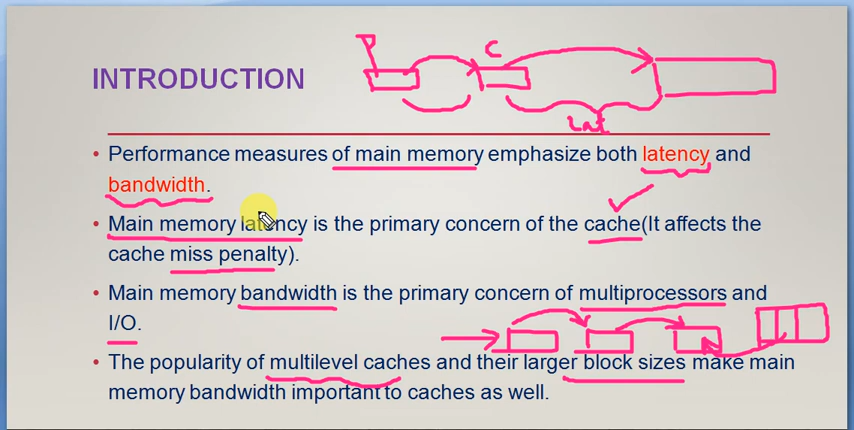 P
C
INTRODUCTION
Lat
• Performance measures of main memory emphasize both latency and
bandwidth.
• Main memory latency is the primary concern of the cache(It affects the
cache miss penalty).
• Main memory bandwidth is the primary concern of multiprocessors and
I/O.
• The popularity of multilevel caches and their larger block sizes make main
memory bandwidth important to caches as well.